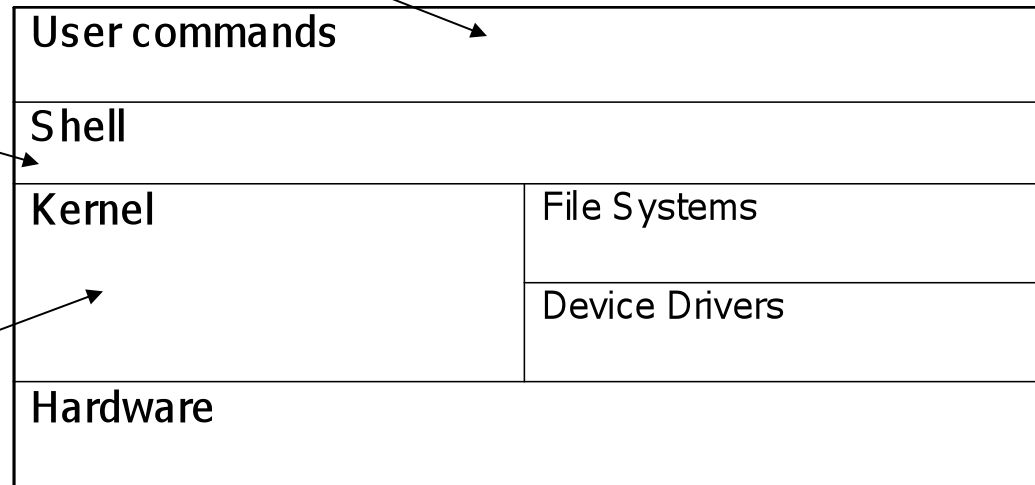 User commands
Shell
Kernel
File Systems
Device Drivers
Hardware